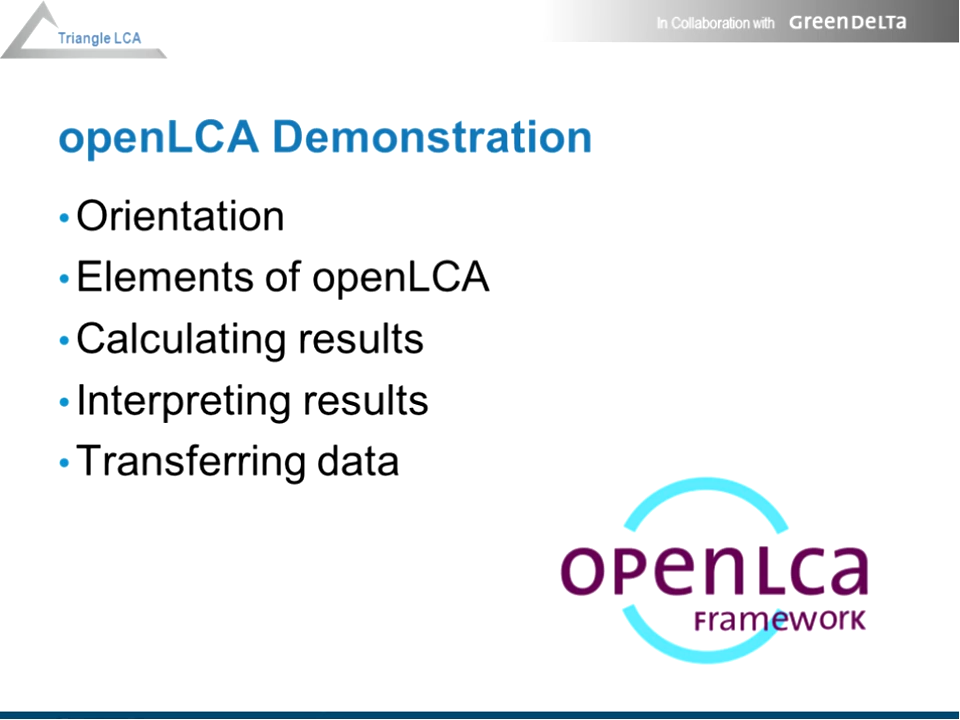 Triangle LCA
In Collaboration with GreenDeLTa
openLCA Demonstration
• Orientation
• Elements of openLCA
• Calculating results
• Interpreting results
• Transferring data
openLca
Framework